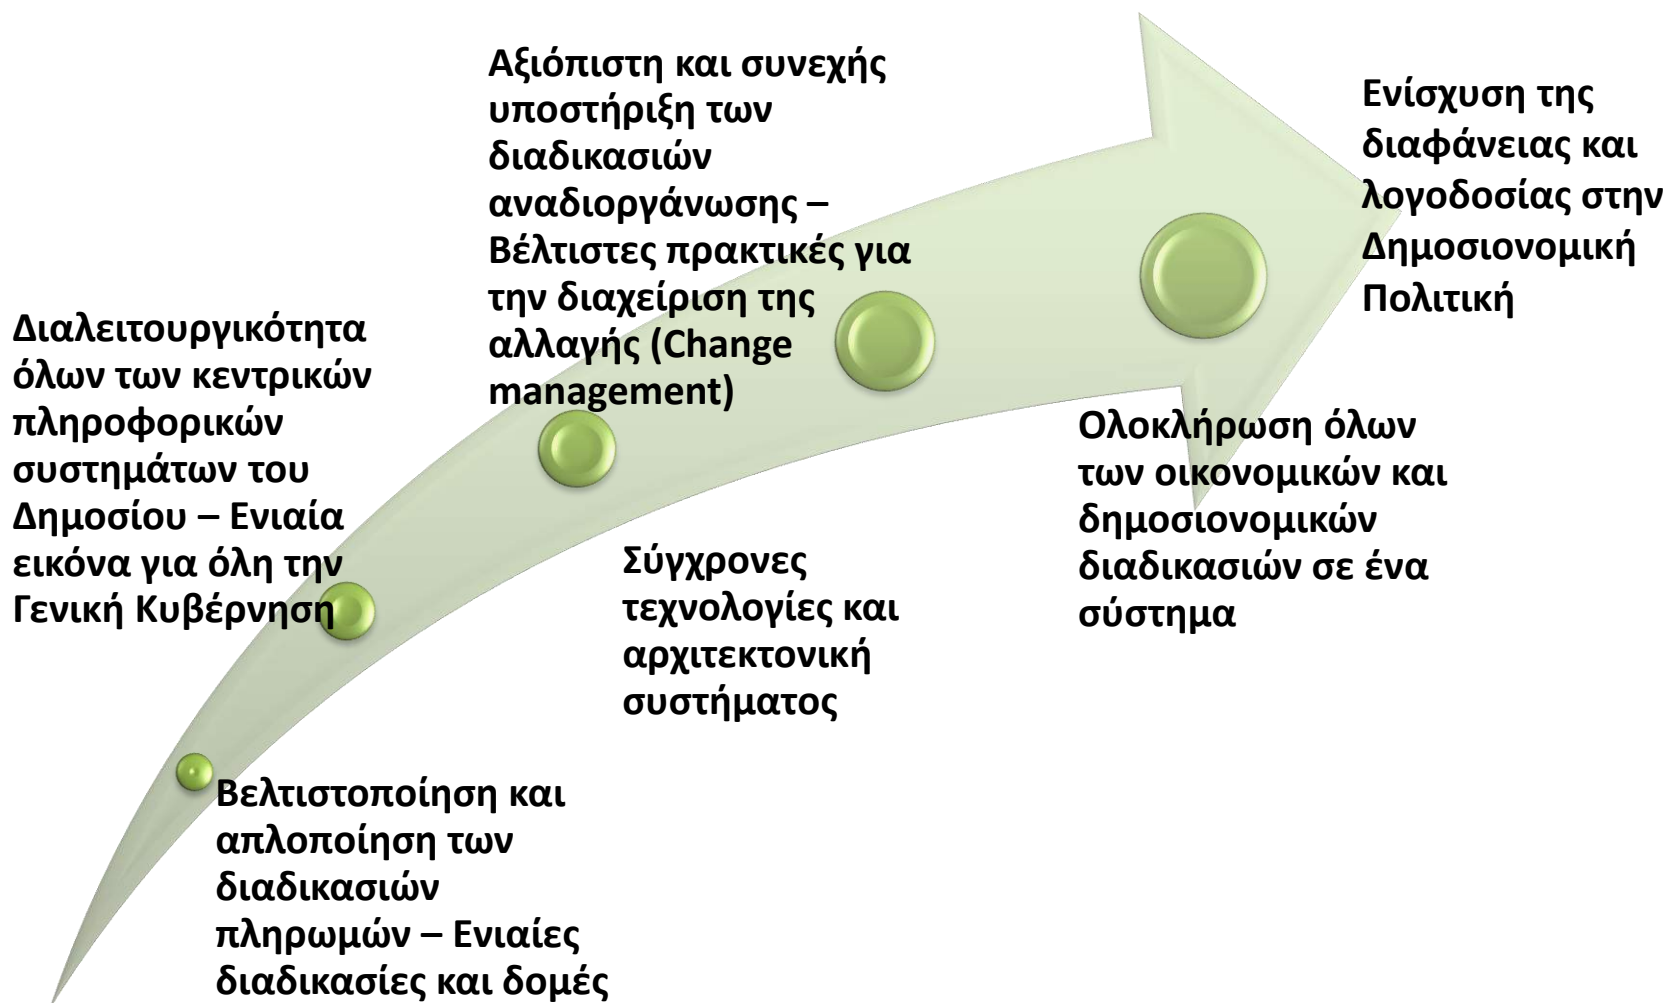 Αξιόπιστη και συνεχής
υποστήριξη των
διαδικασιών
αναδιοργάνωσης –
Βέλτιστες πρακτικές για
την διαχείριση της
αλλαγής (Change
management)
Ενίσχυση της
διαφάνειας και
λογοδοσίας στην
Δημοσιονομική
Πολιτική
Διαλειτουργικότητα
όλων των κεντρικών
πληροφορικών
συστημάτων του
Δημοσίου – Ενιαία
εικόνα για όλη την
Γενική Κυβέρνηση
Ολοκλήρωση όλων
των οικονομικών και
δημοσιονομικών
διαδικασιών σε ένα
σύστημα
Σύγχρονες
τεχνολογίες και
αρχιτεκτονική
συστήματος
Βελτιστοποίηση και
απλοποίηση των
διαδικασιών
πληρωμών – Ενιαίες
διαδικασίες και δομές